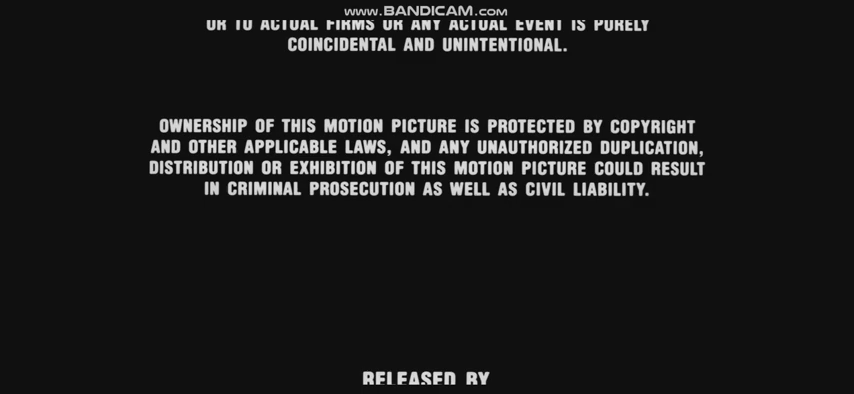 www.BANDICAM.com
OR TO ACTUAL FIRMS OR ANY ACTUAL EVENT IS PURELY
COINCIDENTAL AND UNINTENTIONAL.
OWNERSHIP OF THIS MOTION PICTURE IS PROTECTED BY COPYRIGHT
AND OTHER APPLICABLE LAWS, AND ANY UNAUTHORIZED DUPLICATION,
DISTRIBUTION OR EXHIBITION OF THIS MOTION PICTURE COULD RESULT
IN CRIMINAL PROSECUTION AS WELL AS CIVIL LIABILITY.
RELEASED BY